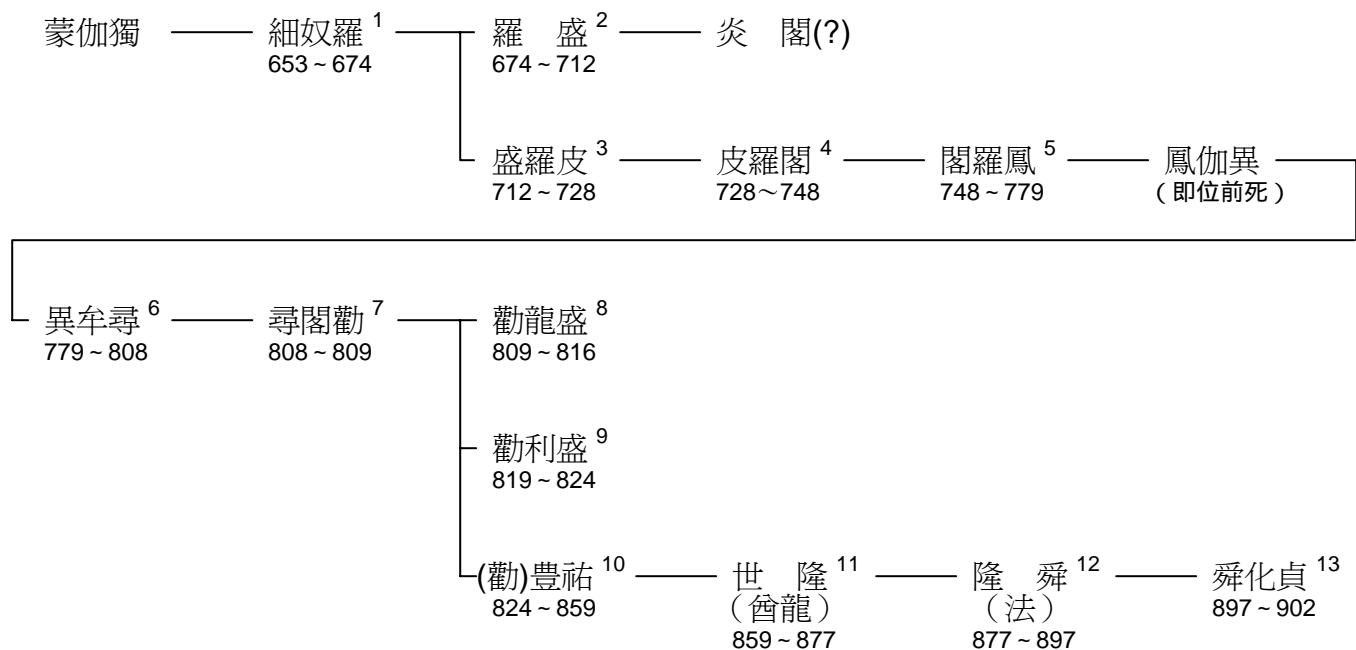 蒙伽獨 細奴羅 1 羅 盛 2 炎 閣(?)
653 ~ 674 674 ~ 712
盛羅皮 3 皮羅閣 4 閣羅鳳 5 鳳伽異
712 ~ 728 728～748 748 ~ 779 (即位前死)
異牟尋 6 尋閣勸 7 勸龍盛 8
779 ~ 808 808 ~ 809 809 ~ 816
勸利盛 9
819 ~ 824
(勸)豊祐 10 世 隆 11 隆 舜 12 舜化貞 13
824 ~ 859 （酋龍） （法） 897 ~ 902
859 ~ 877 877 ~ 897